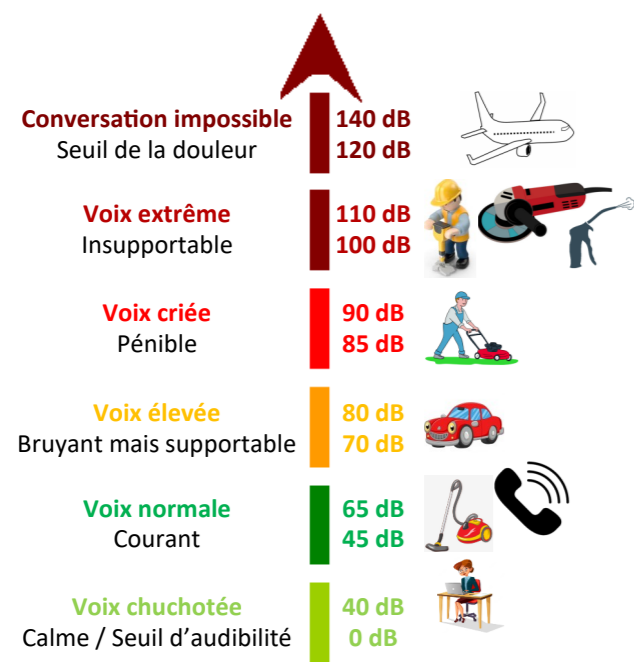 Conversation impossible 140 dB
Seuil de la douleur 120 dB
Voix extrême 110 dB
Insupportable 100 dB
Voix criée 90 dB
Pénible 85 dB
Voix élevée 80 dB
Bruyant mais supportable 70 dB
Voix normale 65 dB
Courant 45 dB
Voix chuchotée 40 dB
Calme / Seuil d’audibilité 0 dB